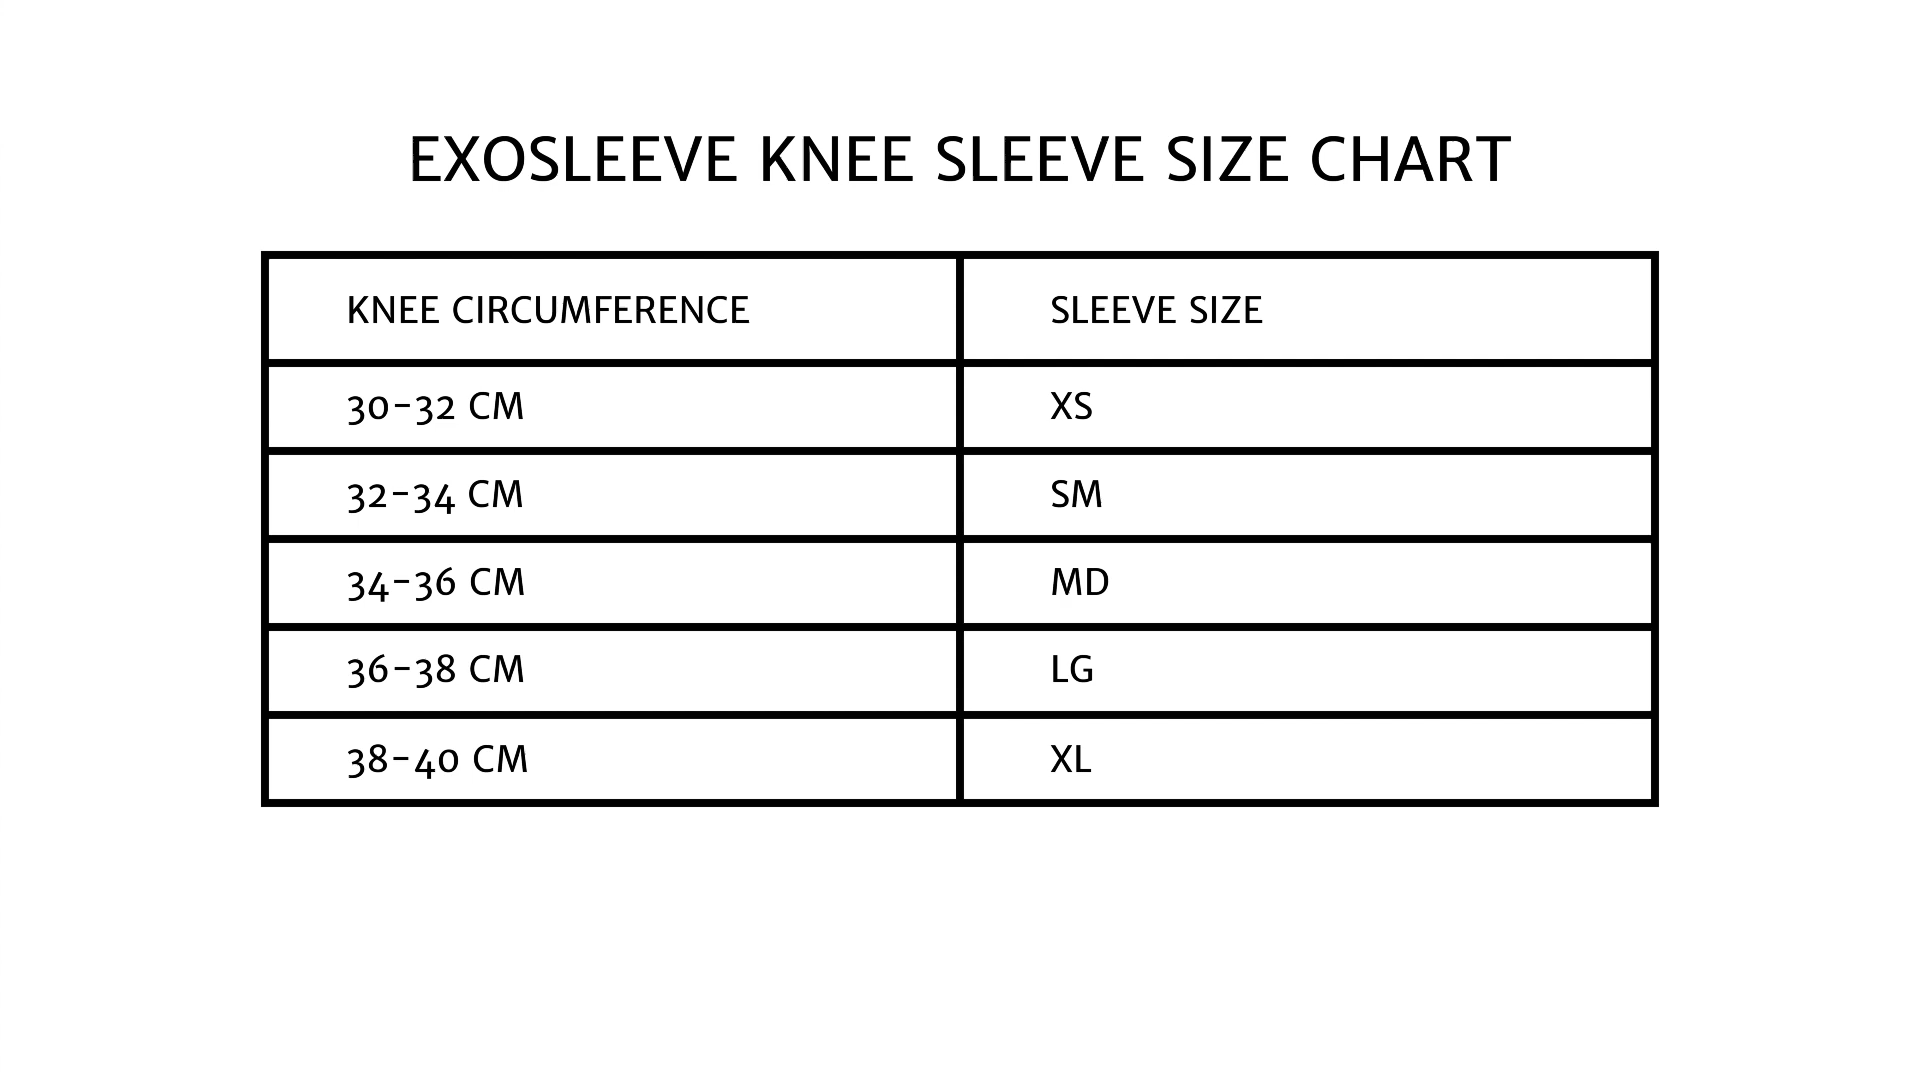 EXOSLEEVE KNEE SLEEVE SIZE CHART
KNEE CIRCUMFERENCE SLEEVE SIZE
30-32 CM XS
32-34 CM SM
34-36 CM MD
36-38 CM LG
38-40 CM XL